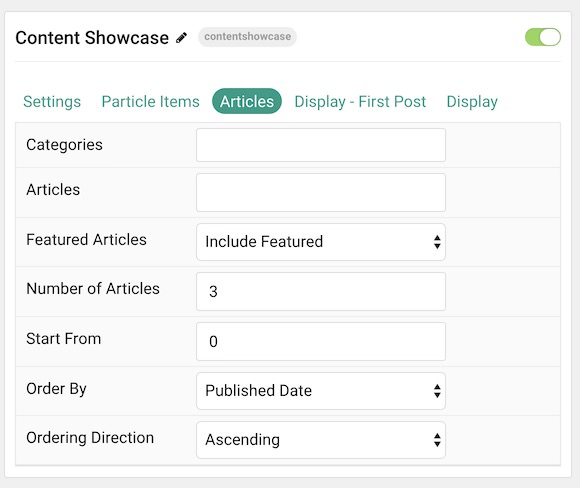 Content Showcase contentshowcase
Settings Particle Items Articles Display - First Post Display
Categories
Articles
Featured Articles Include Featured
Number of Articles 3
Start From 0
Order By Published Date
Ordering Direction Ascending